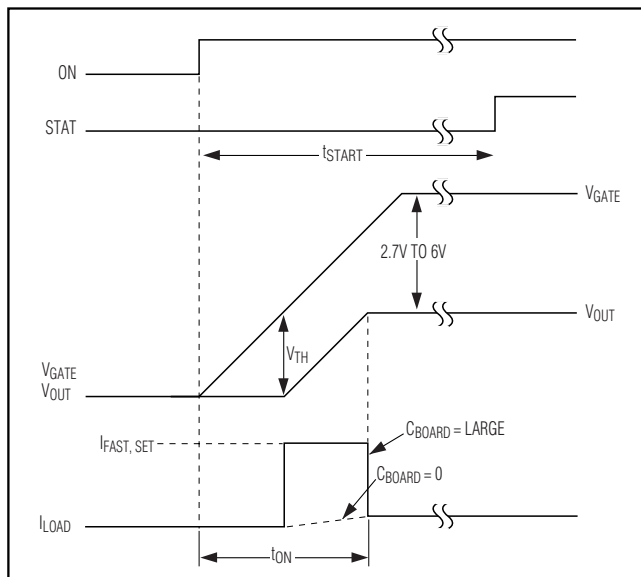 ON
STAT
tSTART
VGATE
2.7V TO 6V
VOUT
VTH
VGATE
VOUT
IFAST, SET
CBOARD = LARGE
CBOARD = 0
ILOAD
tON